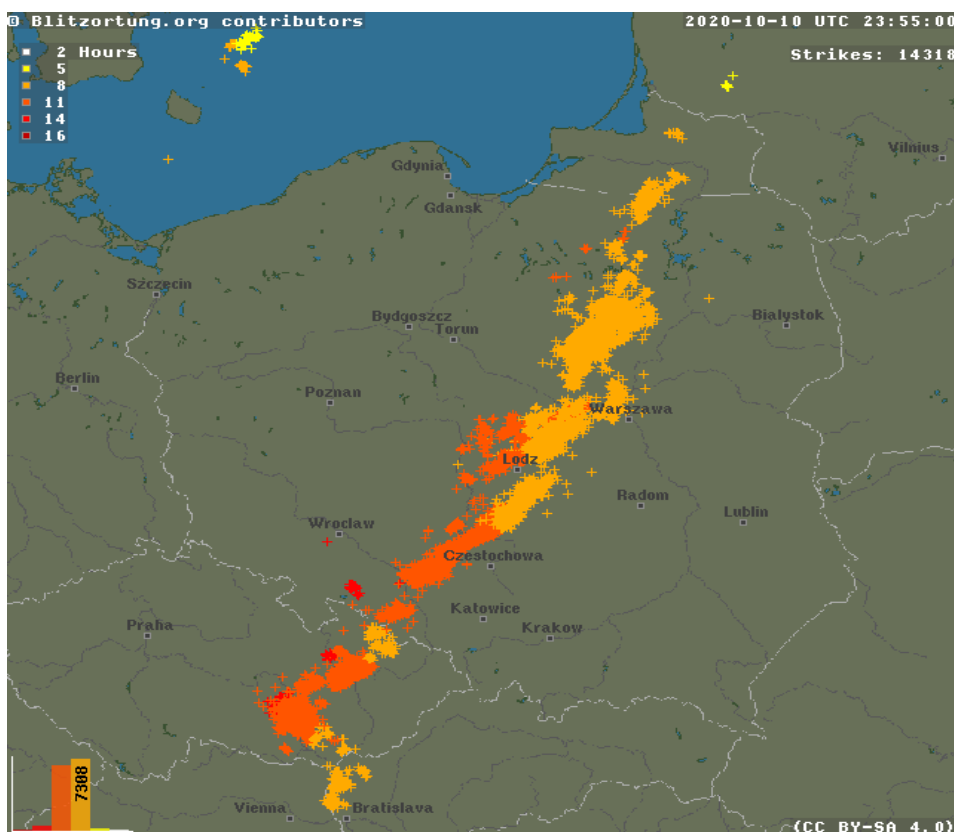 © Blitzortung.org contributors
2020-10-10 UTC 23:55:00
Strikes: 14318
2 Hours
5
8
11
14
16
Vilnius
Gdynia
Gdansk
Szczecin
Bydgoszcz
Torun
Bialystok
Berlin
Poznan
Warszawa
Lodz
Radom
Lublin
Wroclaw
Czestochowa
Katowice
Praha
Krakow
7308
Vienna
Bratislava
(CC BY-SA 4.0)